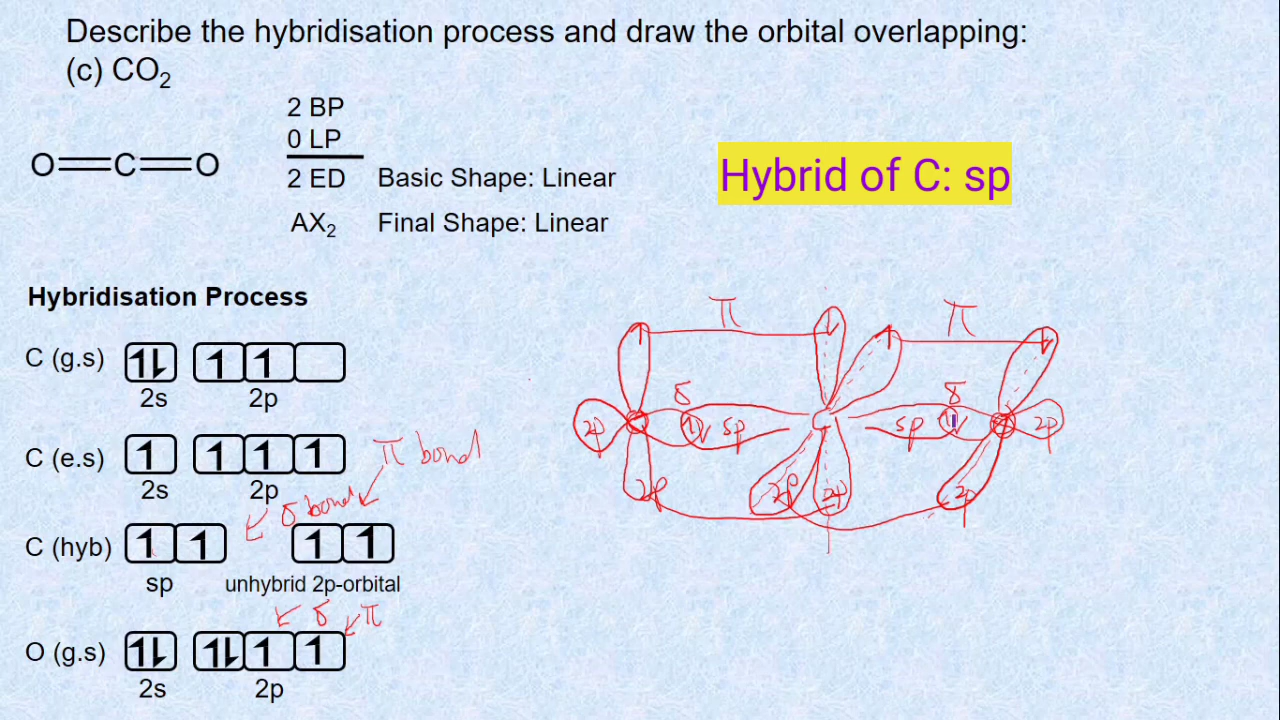 Describe the hybridisation process and draw the orbital overlapping:
(c) CO₂
2 BP
0 LP
O=C=O
2 ED Basic Shape: Linear
AX₂ Final Shape: Linear
Hybrid of C: sp
Hybridisation Process
C (g.s) 1⇂ 1 1
2s 2p
C (e.s) 1 1 1 1
2s 2p
π bond
δ bond
C (hyb) 1 1 1 1
sp unhybrid 2p-orbital
δ π
O (g.s) 1⇂ 1⇂ 1 1
2s 2p
π π
δ δ
2p sp sp 2p
2p 2p 2p 2p